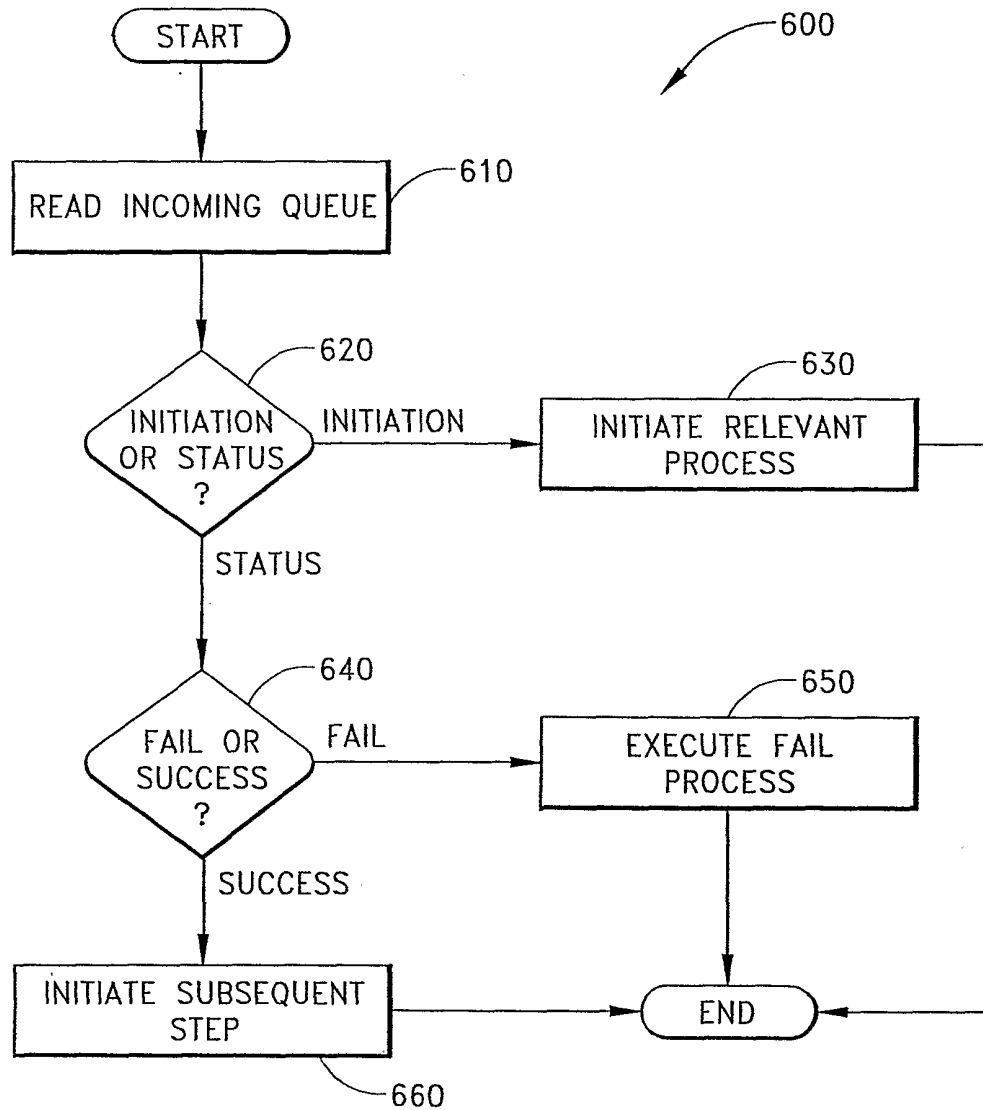 START
600
READ INCOMING QUEUE
610
620
INITIATION
OR STATUS
?
INITIATION
630
INITIATE RELEVANT
PROCESS
STATUS
640
FAIL OR
SUCCESS
?
FAIL
650
EXECUTE FAIL
PROCESS
SUCCESS
INITIATE SUBSEQUENT
STEP
660
END